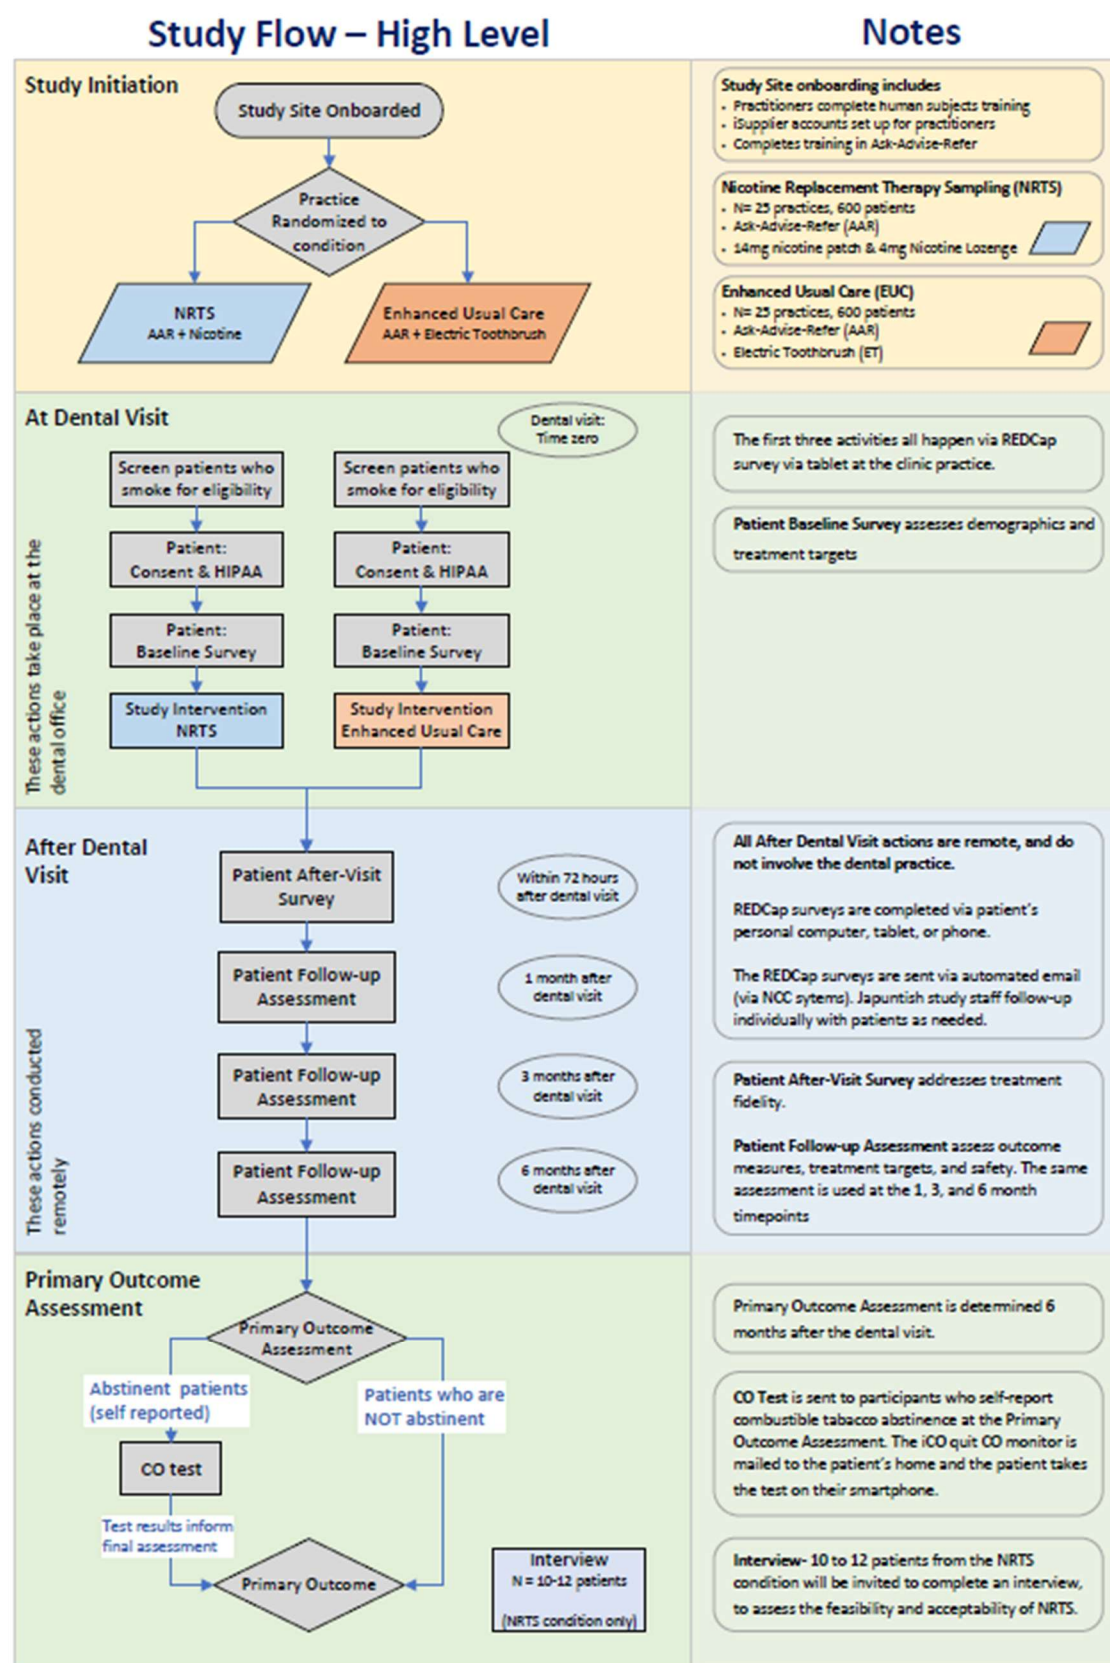 Study Flow – High Level
Notes
Study Initiation
Study Site Onboarded
Practice
Randomized to
condition
NRTS
AAR + Nicotine
Enhanced Usual Care
AAR + Electric Toothbrush
Study Site onboarding includes
• Practitioners complete human subjects training
• iSupplier accounts set up for practitioners
• Completes training in Ask-Advise-Refer
Nicotine Replacement Therapy Sampling (NRTS)
• N= 25 practices, 600 patients
• Ask-Advise-Refer (AAR)
• 14mg nicotine patch & 4mg Nicotine Lozenge
Enhanced Usual Care (EUC)
• N= 25 practices, 600 patients
• Ask-Advise-Refer (AAR)
• Electric Toothbrush (ET)
At Dental Visit
Dental visit:
Time zero
Screen patients who
smoke for eligibility
Screen patients who
smoke for eligibility
Patient:
Consent & HIPAA
Patient:
Consent & HIPAA
Patient:
Baseline Survey
Patient:
Baseline Survey
Study Intervention
NRTS
Study Intervention
Enhanced Usual Care
These actions take place at the
dental office
The first three activities all happen via REDCap
survey via tablet at the clinic practice.
Patient Baseline Survey assesses demographics and
treatment targets
After Dental
Visit
Patient After-Visit
Survey
Within 72 hours
after dental visit
Patient Follow-up
Assessment
1 month after
dental visit
Patient Follow-up
Assessment
3 months after
dental visit
Patient Follow-up
Assessment
6 months after
dental visit
These actions conducted
remotely
All After Dental Visit actions are remote, and do
not involve the dental practice.
REDCap surveys are completed via patient's
personal computer, tablet, or phone.
The REDCap surveys are sent via automated email
(via NCC sytems). Japuntish study staff follow-up
individually with patients as needed.
Patient After-Visit Survey addresses treatment
fidelity.
Patient Follow-up Assessment assess outcome
measures, treatment targets, and safety. The same
assessment is used at the 1, 3, and 6 month
timepoints
Primary Outcome
Assessment
Primary Outcome
Assessment
Abstinent patients
(self reported)
Patients who are
NOT abstinent
CO test
Test results inform
final assessment
Primary Outcome
Interview
N = 10-12 patients
(NRTS condition only)
Primary Outcome Assessment is determined 6
months after the dental visit.
CO Test is sent to participants who self-report
combustible tobacco abstinence at the Primary
Outcome Assessment. The iCO quit CO monitor is
mailed to the patient's home and the patient takes
the test on their smartphone.
Interview- 10 to 12 patients from the NRTS
condition will be invited to complete an interview,
to assess the feasibility and acceptability of NRTS.